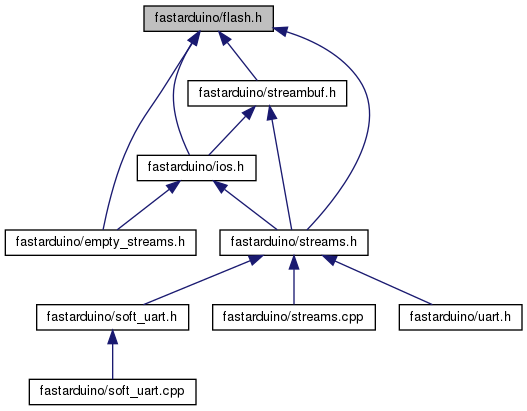 fastarduino/flash.h
fastarduino/streambuf.h
fastarduino/ios.h
fastarduino/empty_streams.h
fastarduino/streams.h
fastarduino/soft_uart.h
fastarduino/streams.cpp
fastarduino/uart.h
fastarduino/soft_uart.cpp